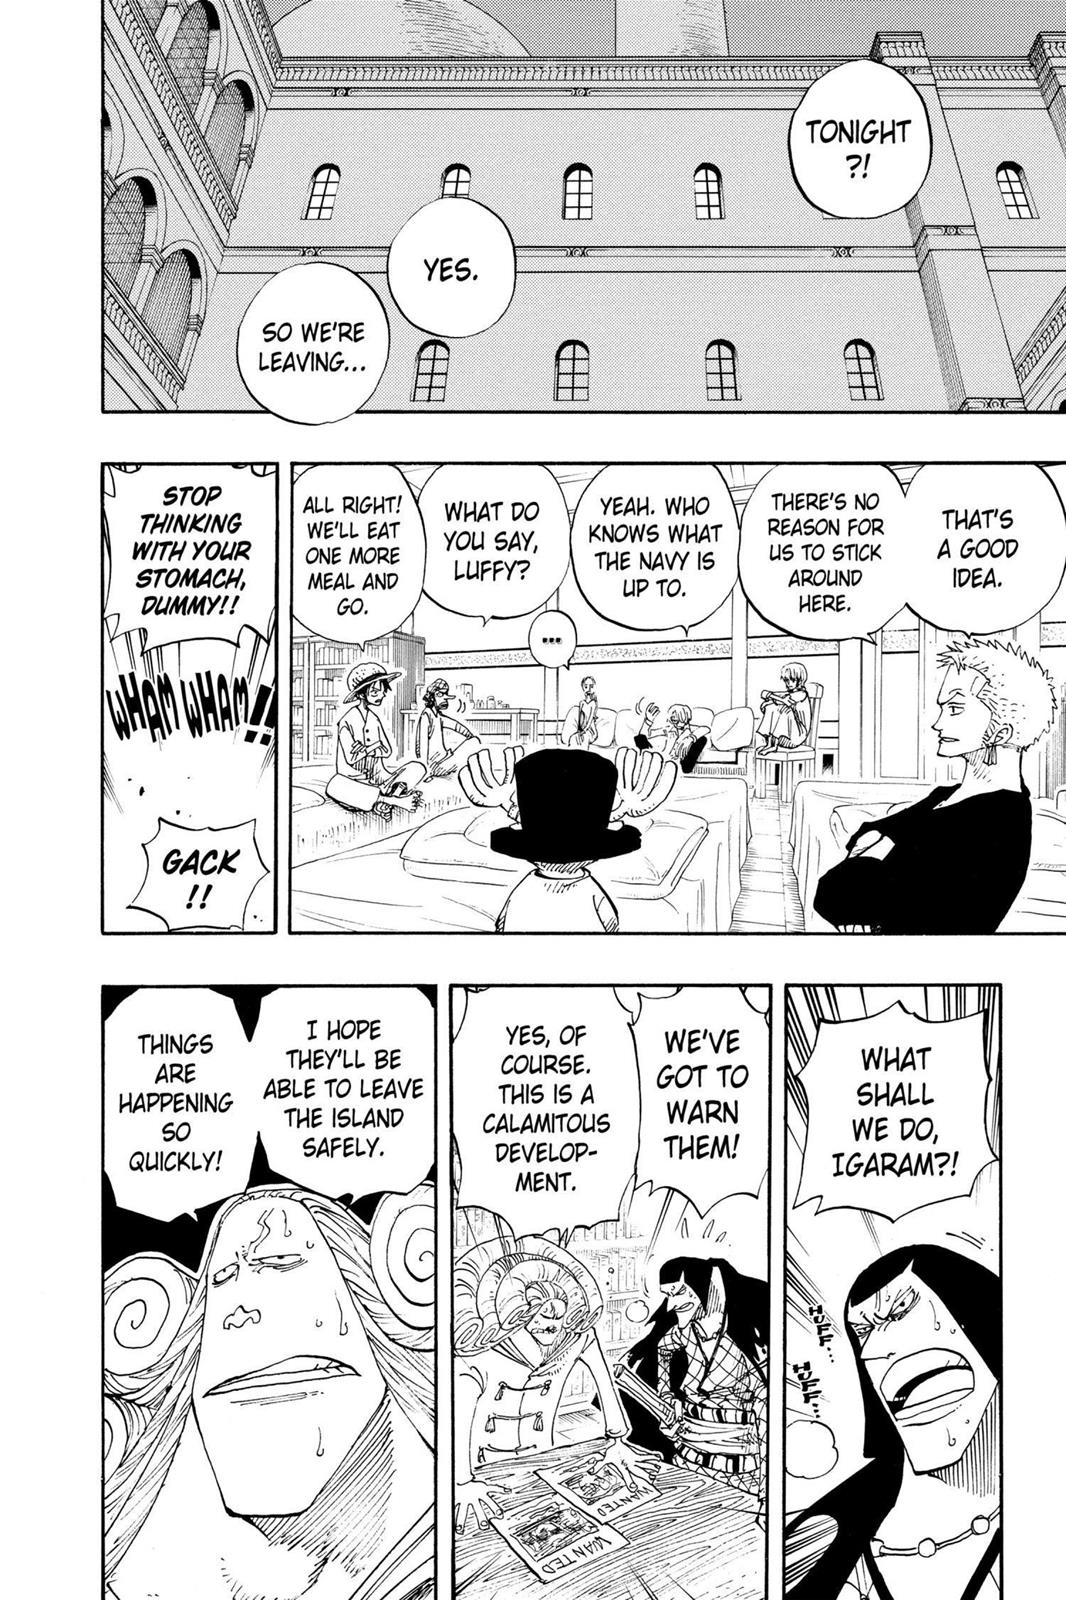 TONIGHT
?!
YES.
SO WE'RE
LEAVING...
THAT'S
A GOOD
IDEA.
THERE'S NO
REASON FOR
US TO STICK
AROUND
HERE.
YEAH. WHO
KNOWS WHAT
THE NAVY IS
UP TO.
...
WHAT DO
YOU SAY,
LUFFY?
ALL RIGHT!
WE'LL EAT
ONE MORE
MEAL AND
GO.
STOP
THINKING
WITH YOUR
STOMACH,
DUMMY!!
WHAM WHAM!!
GACK
!!
WHAT
SHALL
WE DO,
IGARAM?!
HUFF...
HUFF...
WE'VE
GOT TO
WARN
THEM!
YES, OF
COURSE.
THIS IS A
CALAMITOUS
DEVELOP-
MENT.
WANTED
WANTED
I HOPE
THEY'LL BE
ABLE TO LEAVE
THE ISLAND
SAFELY.
THINGS
ARE
HAPPENING
SO
QUICKLY!